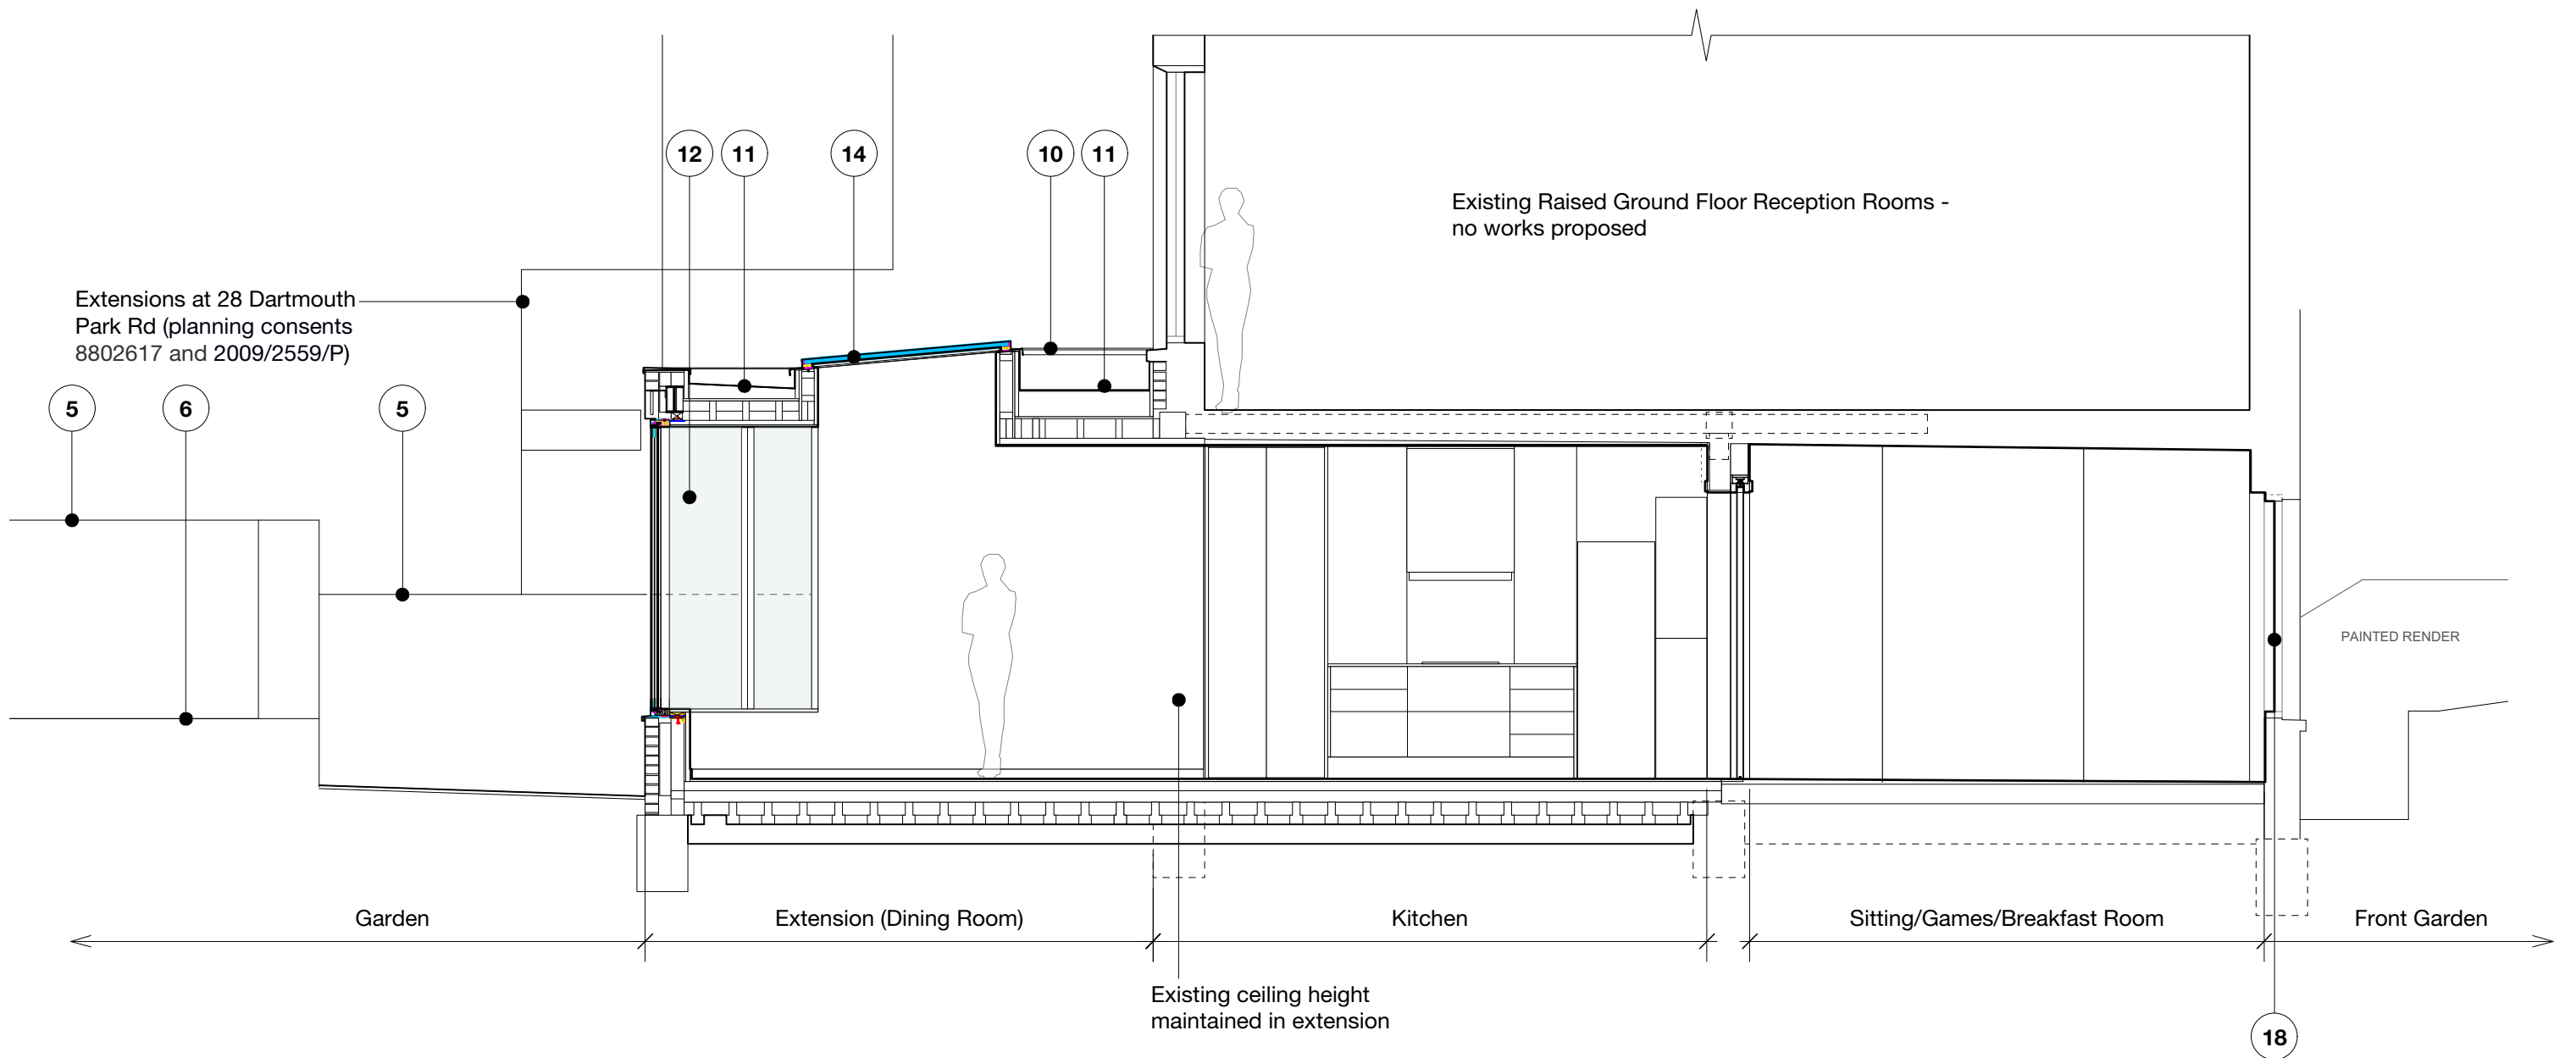 12 11 14 10 11
Existing Raised Ground Floor Reception Rooms -
no works proposed
Extensions at 28 Dartmouth
Park Rd (planning consents
8802617 and 2009/2559/P)
5 6 5
PAINTED RENDER
Garden Extension (Dining Room) Kitchen Sitting/Games/Breakfast Room Front Garden
Existing ceiling height
maintained in extension
18